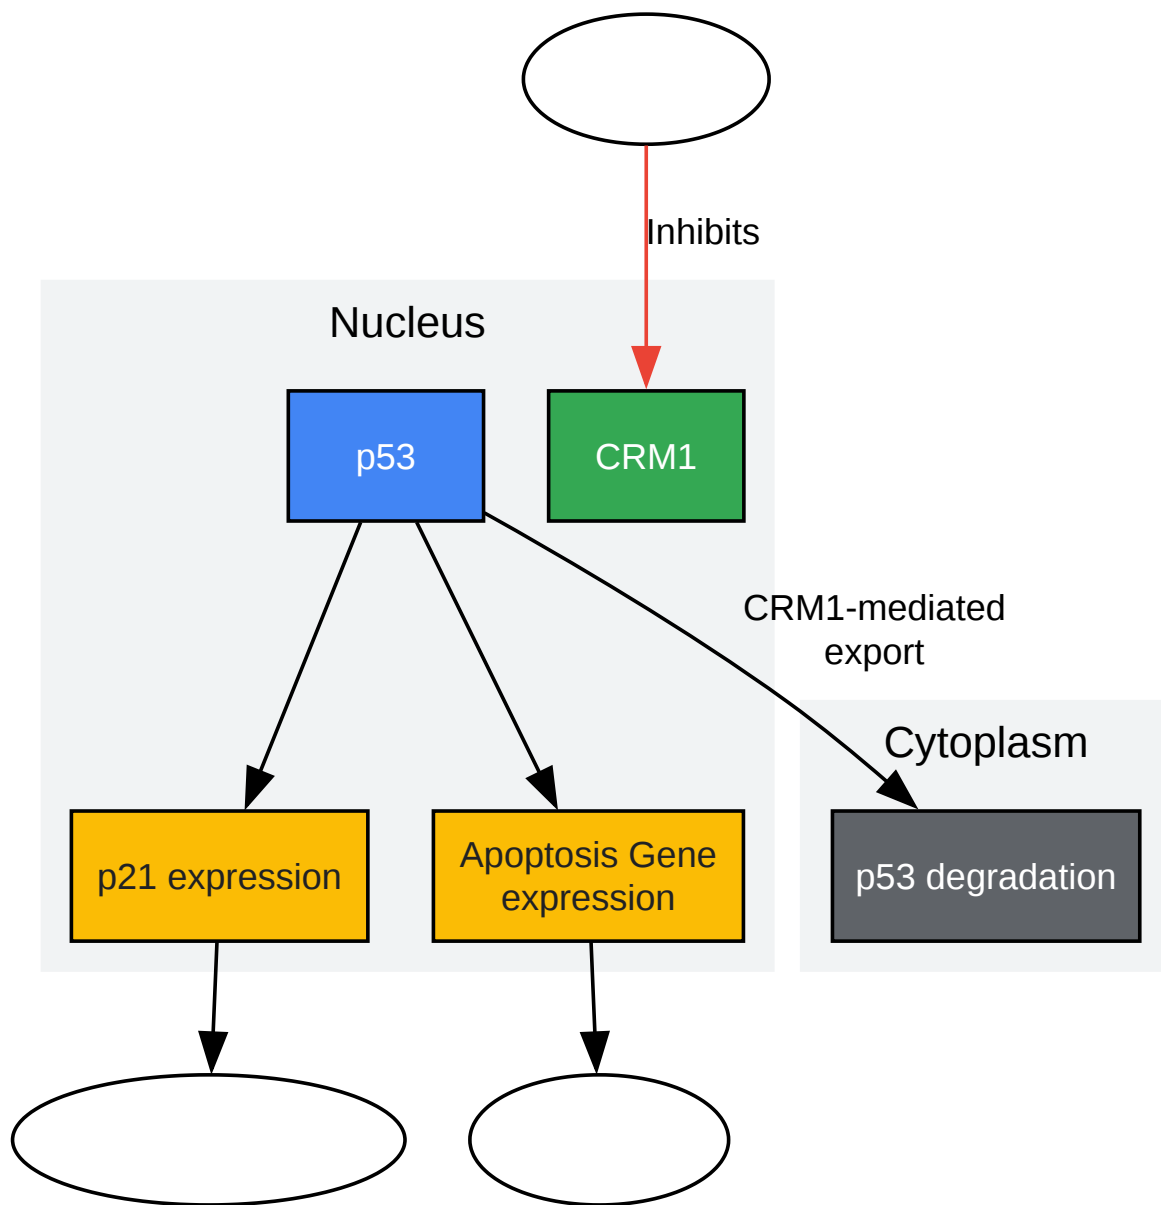 Inhibits
Nucleus
p53
CRM1
CRM1-mediated
export
Cytoplasm
p21 expression
Apoptosis Gene
expression
p53 degradation